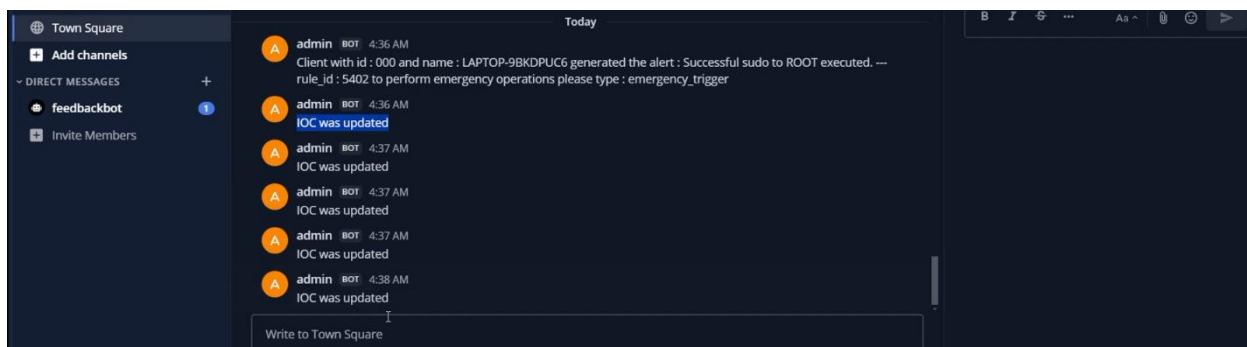 Town Square
Add channels
DIRECT MESSAGES
feedbackbot 1
Invite Members
Today
A admin BOT 4:36 AM
Client with id : 000 and name : LAPTOP-9BKDPUC6 generated the alert : Successful sudo to ROOT executed. ---
rule_id : 5402 to perform emergency operations please type : emergency_trigger
A admin BOT 4:36 AM
IOC was updated
A admin BOT 4:37 AM
IOC was updated
A admin BOT 4:37 AM
IOC was updated
A admin BOT 4:37 AM
IOC was updated
A admin BOT 4:38 AM
IOC was updated
Write to Town Square
B I S ... Aa